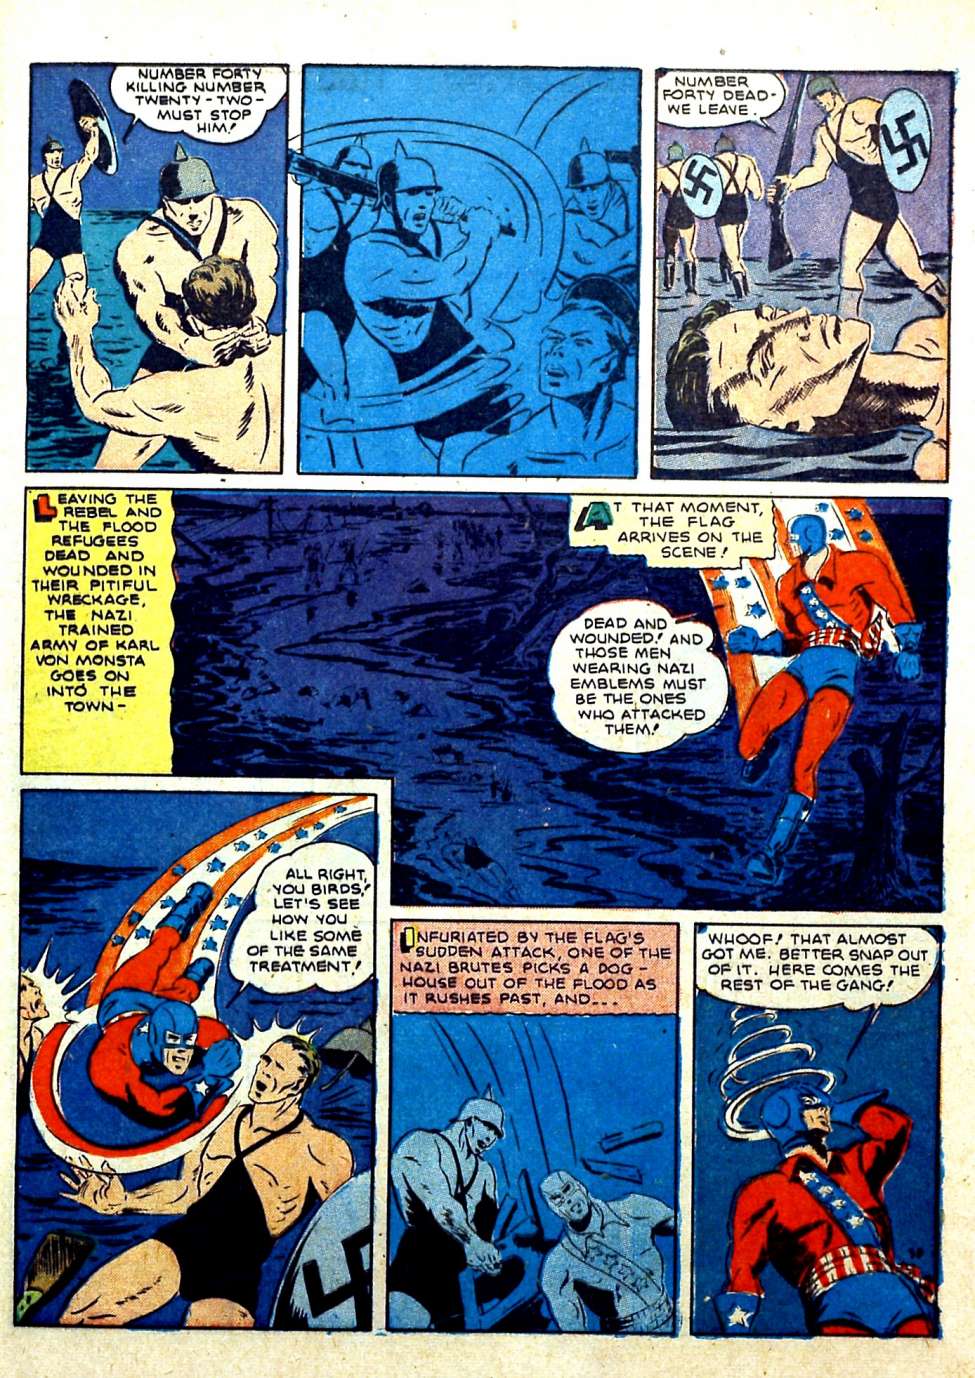 NUMBER FORTY
KILLING NUMBER
TWENTY-TWO-
MUST STOP
HIM!
NUMBER
FORTY DEAD-
WE LEAVE.
LEAVING THE
REBEL AND
THE FLOOD
REFUGEES
DEAD AND
WOUNDED IN
THEIR PITIFUL
WRECKAGE,
THE NAZI
TRAINED
ARMY OF KARL
VON MONSTA
GOES ON
INTO THE
TOWN-
AT THAT MOMENT,
THE FLAG
ARRIVES ON THE
SCENE!
DEAD AND
WOUNDED! AND
THOSE MEN
WEARING NAZI
EMBLEMS MUST
BE THE ONES
WHO ATTACKED
THEM!
ALL RIGHT,
YOU BIRDS!
LET'S SEE
HOW YOU
LIKE SOME
OF THE SAME
TREATMENT!
INFURIATED BY THE FLAG'S
SUDDEN ATTACK, ONE OF THE
NAZI BRUTES PICKS A DOG-
HOUSE OUT OF THE FLOOD AS
IT RUSHES PAST, AND...
WHOOF! THAT ALMOST
GOT ME. BETTER SNAP OUT
OF IT. HERE COMES THE
REST OF THE GANG!